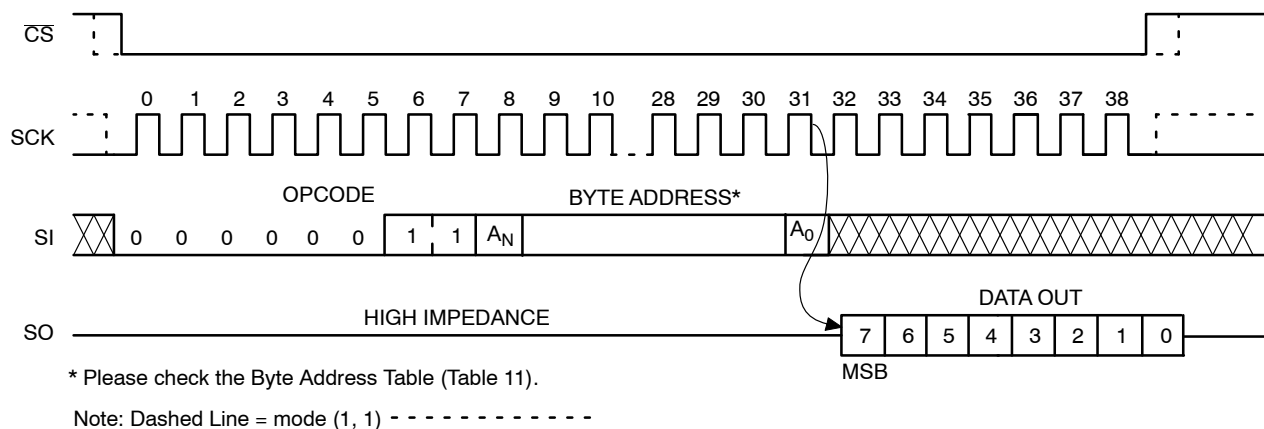 CS
0 1 2 3 4 5 6 7 8 9 10 28 29 30 31 32 33 34 35 36 37 38
SCK
OPCODE BYTE ADDRESS*
SI 0 0 0 0 0 0 1 1 AN A0
DATA OUT
HIGH IMPEDANCE
SO 7 6 5 4 3 2 1 0
MSB
* Please check the Byte Address Table (Table 11).
Note: Dashed Line = mode (1, 1) - - - - - - - - - - - -